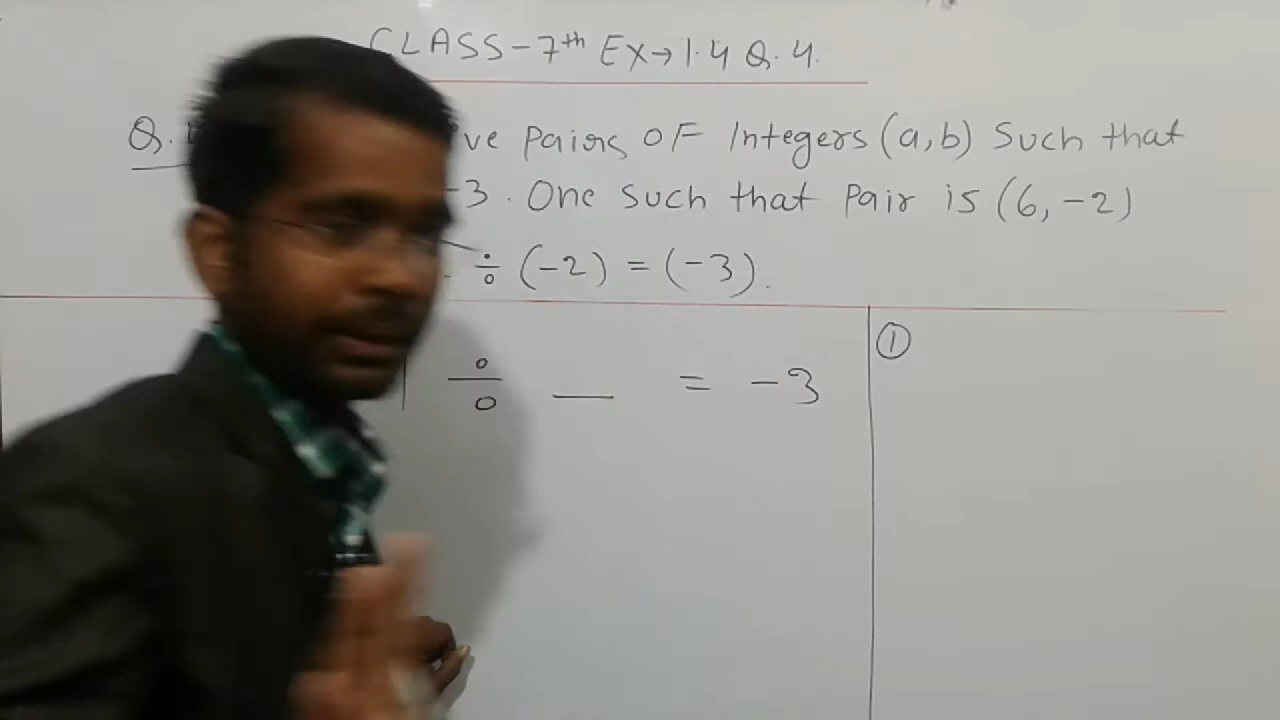 CLASS-7th EX→1.4 Q.4.
Q. ve Pairs OF Integers (a,b) Such that
-3. One such that Pair is (6,-2)
÷ (-2) = (-3).
÷ __ = -3
①